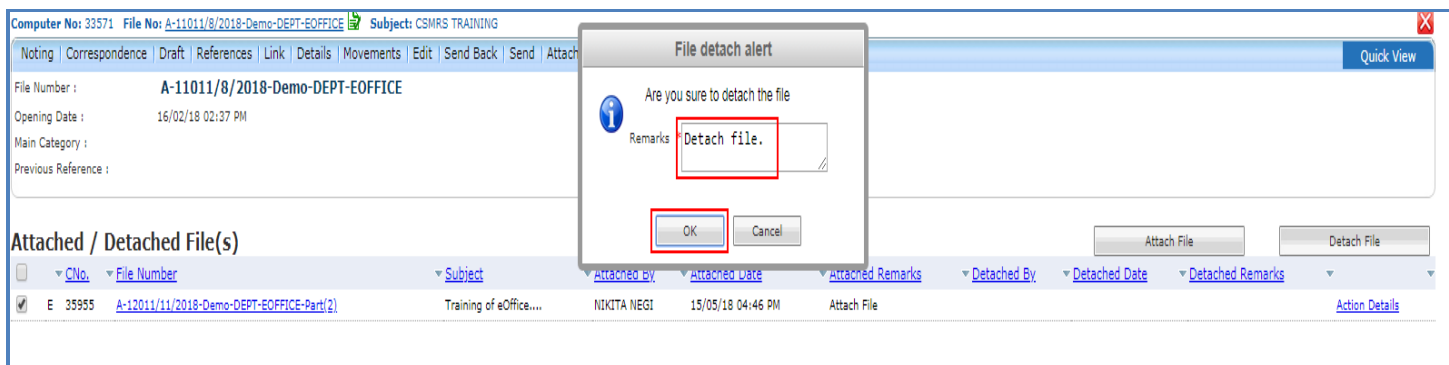 Computer No: 33571 File No: A-11011/8/2018-Demo-DEPT-EOFFICE Subject: CSMRS TRAINING
X
Noting | Correspondence | Draft | References | Link | Details | Movements | Edit | Send Back | Send | Attach
Quick View
File Number : A-11011/8/2018-Demo-DEPT-EOFFICE
Opening Date : 16/02/18 02:37 PM
Main Category :
Previous Reference :
File detach alert
Are you sure to detach the file
Remarks *Detach file.
OK Cancel
Attached / Detached File(s)
Attach File Detach File
CNo. File Number Subject Attached By Attached Date Attached Remarks Detached By Detached Date Detached Remarks
E 35955 A-12011/11/2018-Demo-DEPT-EOFFICE-Part(2) Training of eOffice.... NIKITA NEGI 15/05/18 04:46 PM Attach File Action Details